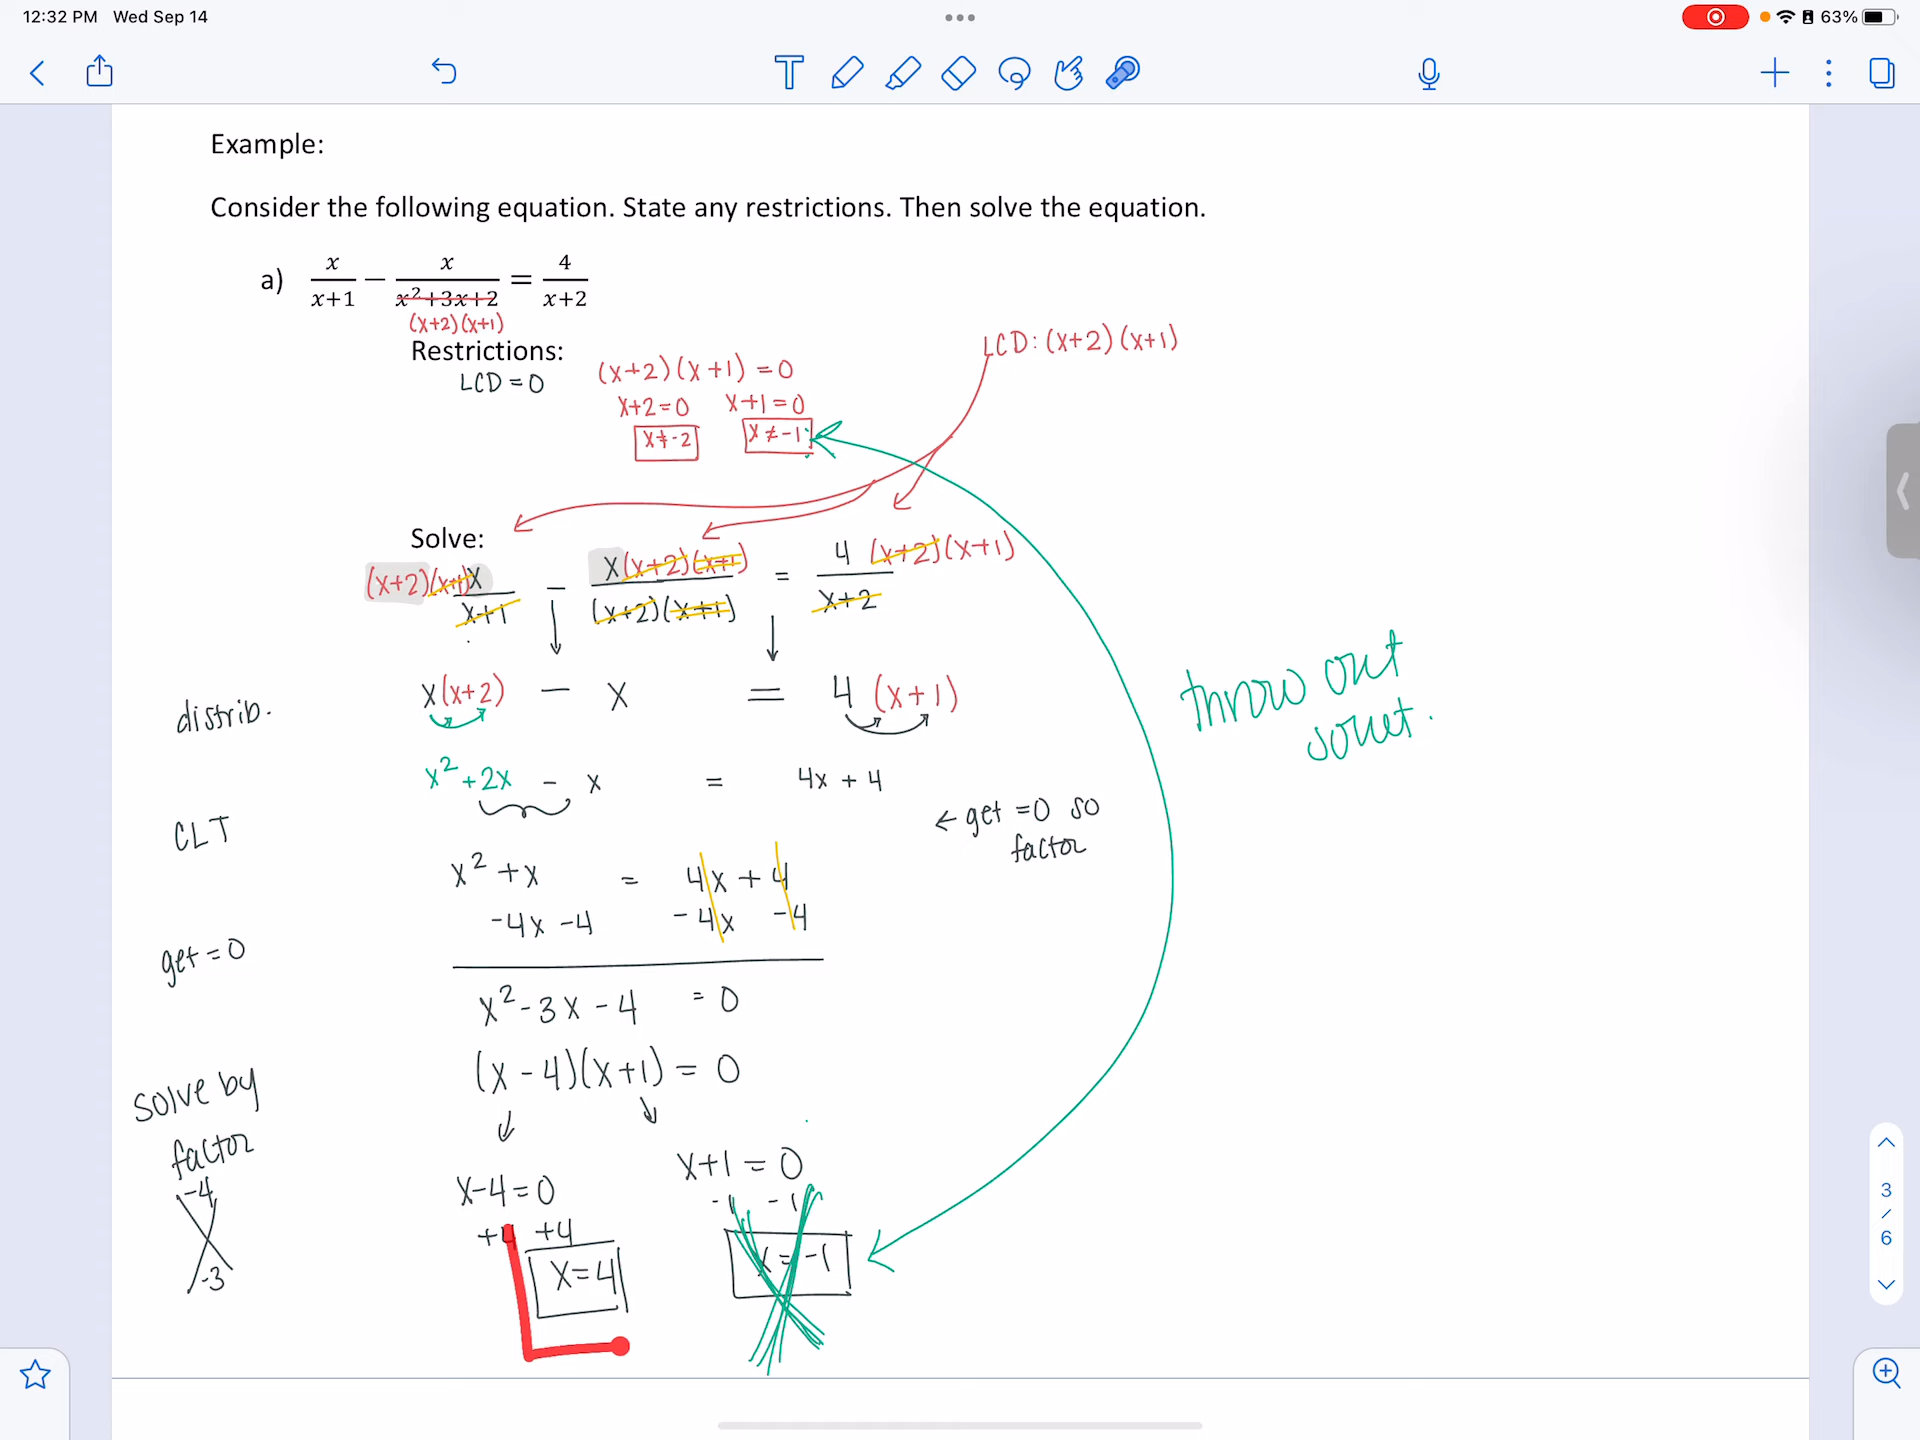 12:32 PM Wed Sep 14
63%
Example:
Consider the following equation. State any restrictions. Then solve the equation.
a) x/(x+1) − x/(x²+3x+2) = 4/(x+2)
(x+2)(x+1)
Restrictions:
LCD = 0
(x+2)(x+1) = 0
x+2=0 x+1=0
x≠-2 x≠-1
LCD: (x+2)(x+1)
Solve:
(x+2)(x+1)x/(x+1) − x(x+2)(x+1)/((x+2)(x+1)) = 4(x+2)(x+1)/(x+2)
distrib. x(x+2) − x = 4(x+1)
throw out
x²+2x − x = 4x + 4
← get =0 so
factor
CLT
x²+x = 4x + 4
-4x -4 -4x -4
get = 0
x²-3x-4 = 0
(x-4)(x+1) = 0
solve by
factor
-4
-3
x-4=0 x+1=0
+4 +4 -1 -1
x=4 x=-1
3
/
6